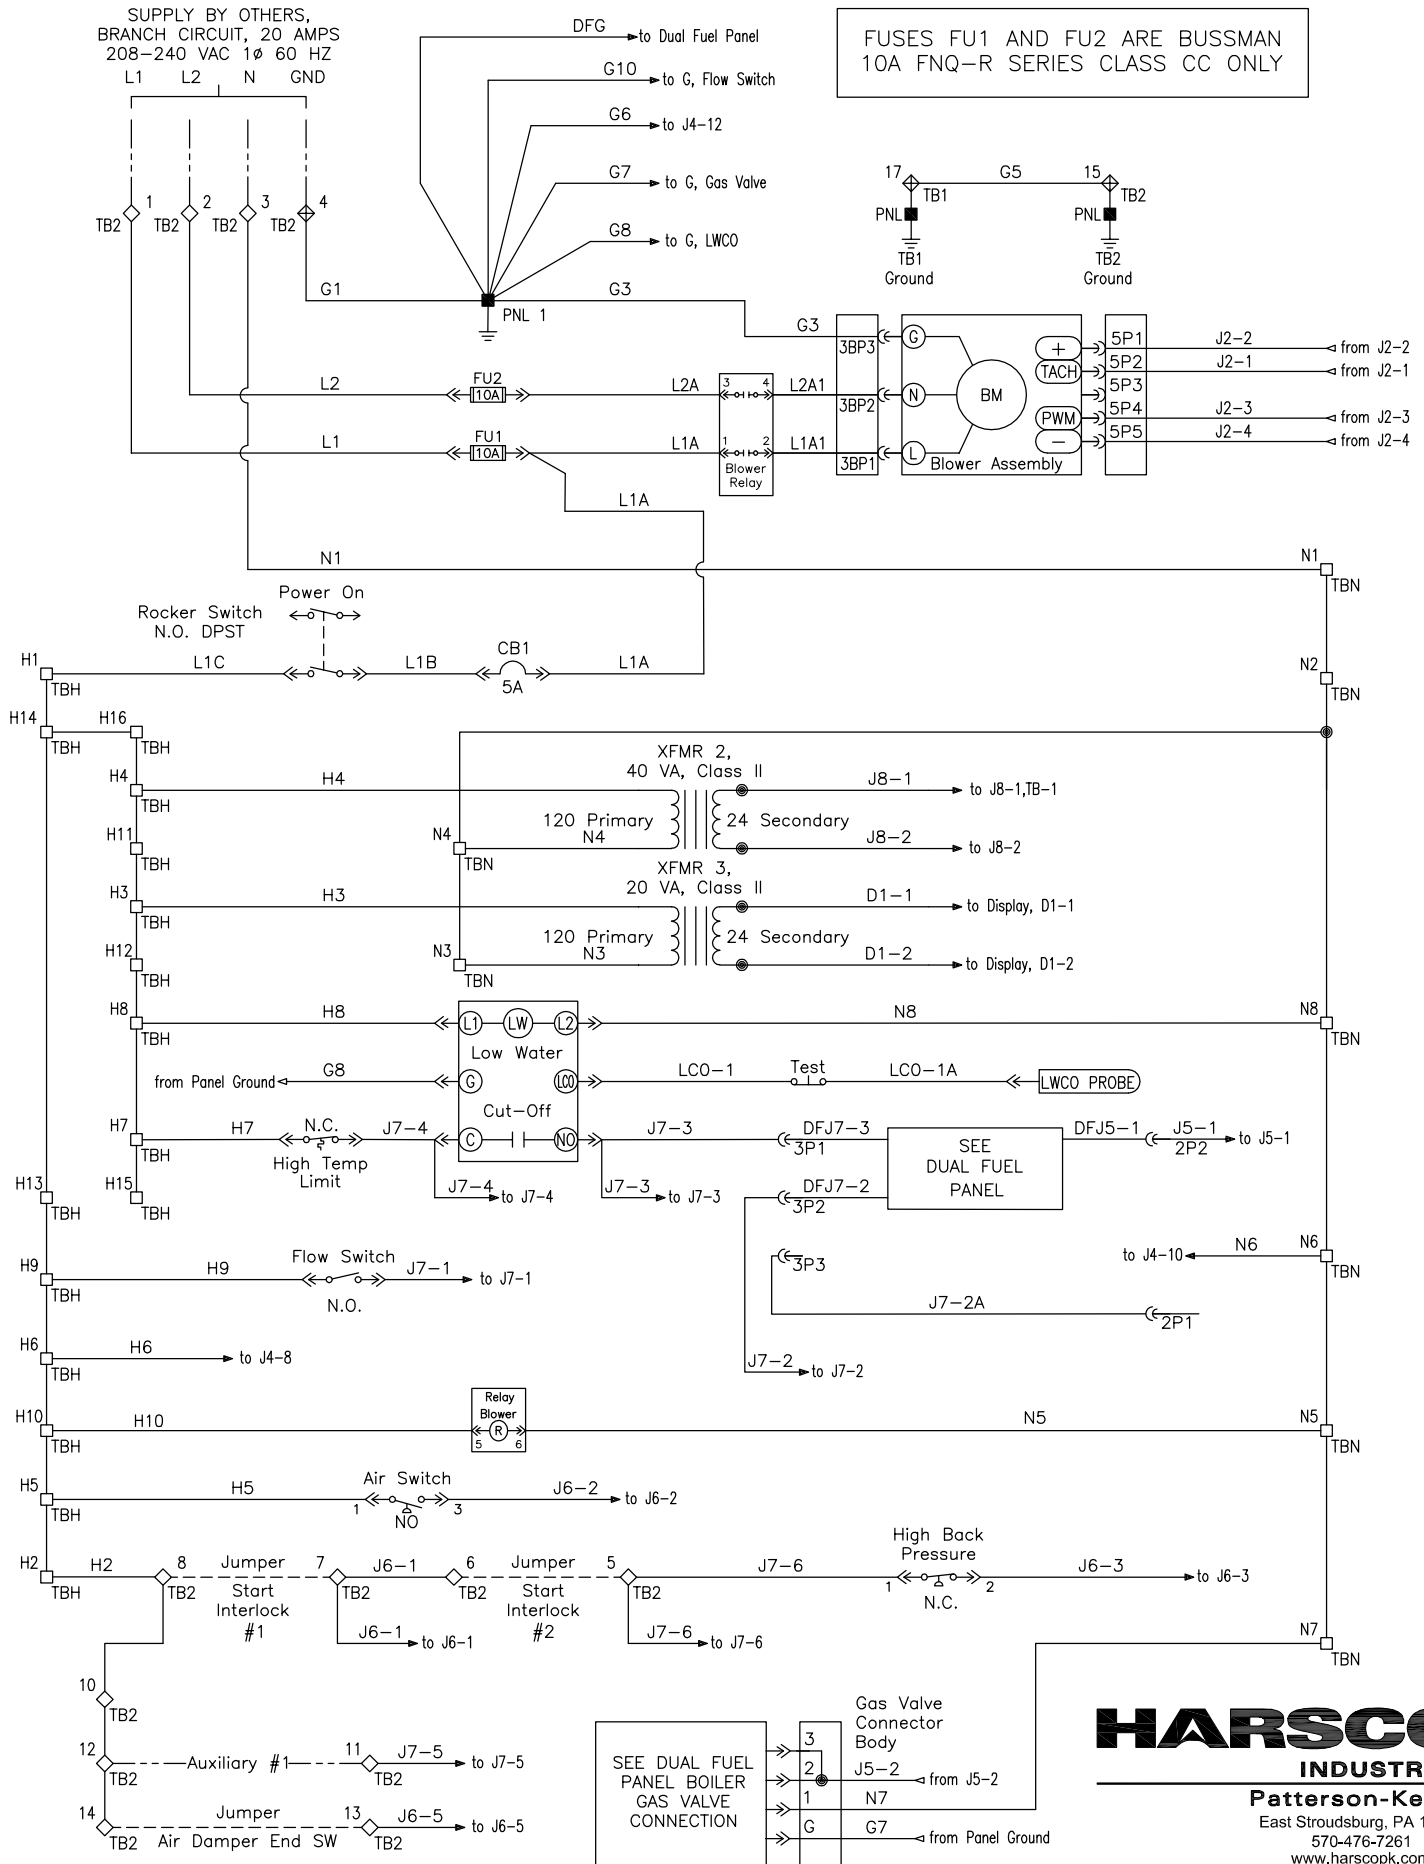 SUPPLY BY OTHERS,
BRANCH CIRCUIT, 20 AMPS
208-240 VAC 1ø 60 HZ
L1 L2 N GND
DFG to Dual Fuel Panel
G10 to G, Flow Switch
G6 to J4-12
G7 to G, Gas Valve
G8 to G, LWCO
FUSES FU1 AND FU2 ARE BUSSMAN
10A FNQ-R SERIES CLASS CC ONLY
1 2 3 4
TB2 TB2 TB2 TB2
17 G5 15
TB1 TB2
PNL PNL
TB1 TB2
Ground Ground
G1 G3
PNL 1
G3 3BP3 G
+ 5P1 J2-2 from J2-2
TACH 5P2 J2-1 from J2-1
5P3
PWM 5P4 J2-3 from J2-3
- 5P5 J2-4 from J2-4
L2 FU2 10A L2A 3 4 L2A1 3BP2 N BM
L1 FU1 10A L1A 1 2 L1A1 3BP1 L
Blower
Relay
Blower Assembly
L1A
N1 N1
TBN
Power On
Rocker Switch
N.O. DPST
H1 L1C L1B CB1 L1A
TBH 5A
N2
TBN
H14 H16
TBH TBH
XFMR 2,
40 VA, Class II
H4 H4 J8-1 to J8-1,TB-1
TBH
120 Primary 24 Secondary
H11 N4 N4 J8-2 to J8-2
TBH TBN
XFMR 3,
20 VA, Class II
H3 H3 D1-1 to Display, D1-1
TBH
120 Primary 24 Secondary
H12 N3 N3 D1-2 to Display, D1-2
TBH TBN
H8 H8 L1 LW L2 N8 N8
TBH TBN
Low Water
from Panel Ground G8 G LCO LCO-1 Test LCO-1A LWCO PROBE
Cut-Off
H7 H7 N.C. J7-4 C NO J7-3 DFJ7-3 DFJ5-1 J5-1 to J5-1
TBH 3P1 2P2
High Temp
Limit
SEE
DUAL FUEL
PANEL
H13 H15 J7-4 to J7-4 J7-3 to J7-3 DFJ7-2
TBH TBH 3P2
3P3 to J4-10 N6 N6
TBN
Flow Switch
H9 H9 J7-1 to J7-1
TBH N.O.
J7-2A
2P1
H6 H6 to J4-8
TBH
J7-2 to J7-2
Relay
Blower
H10 H10 R N5 N5
TBH 5 6 TBN
Air Switch
H5 H5 J6-2 to J6-2
TBH 1 3
NO
High Back
Pressure
H2 H2 8 Jumper 7 J6-1 6 Jumper 5 J7-6 J6-3 to J6-3
TBH TB2 TB2 TB2 TB2 1 2
Start Start N.C.
Interlock Interlock
#1 #2
J6-1 to J6-1 J7-6 to J7-6
N7
TBN
10
TB2
12 Auxiliary #1 11 J7-5 to J7-5
TB2 TB2
14 Jumper 13 J6-5 to J6-5
TB2 Air Damper End SW TB2
SEE DUAL FUEL
PANEL BOILER
GAS VALVE
CONNECTION
Gas Valve
Connector
Body
3
2 J5-2 from J5-2
1 N7
G G7 from Panel Ground
HARSCO
INDUSTR
Patterson-Ke
East Stroudsburg, PA 1
570-476-7261
www.harscopk.com